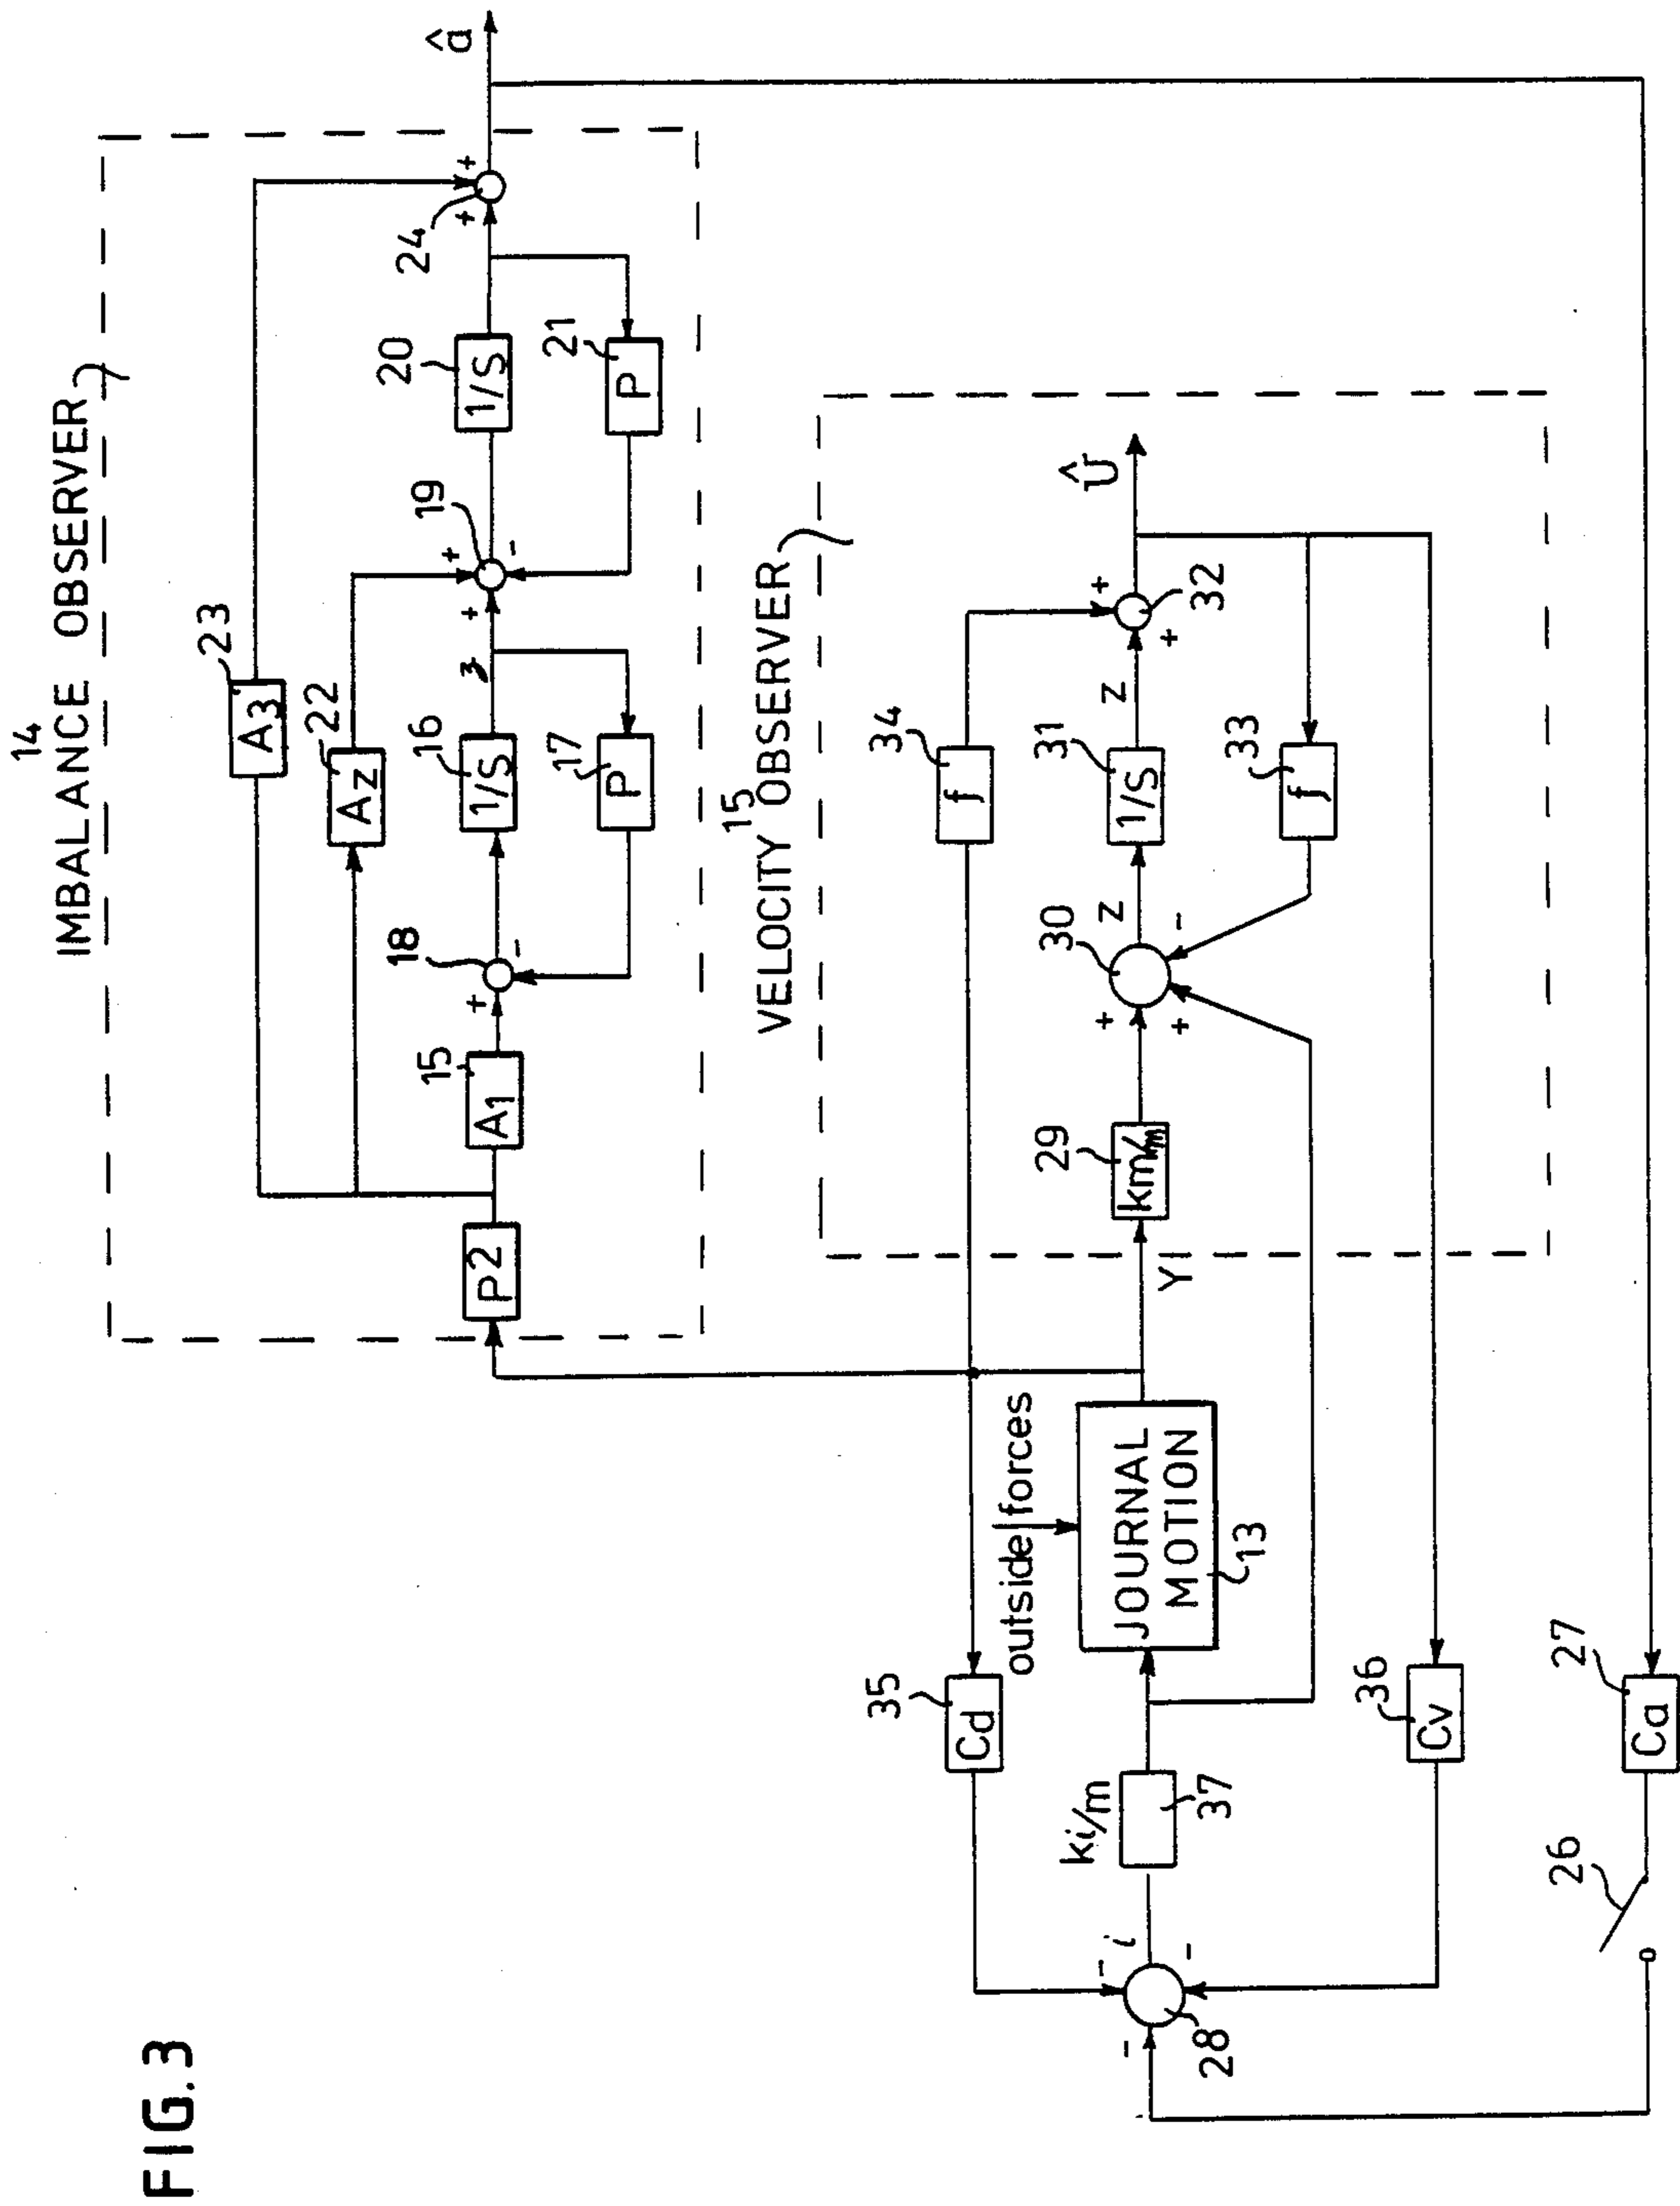 FIG.3
14
IMBALANCE OBSERVER
A3
23
Az
22
P2
A1
15
+
18
-
1/S
16
P
17
z
+
+
19
-
1/S
20
P
21
+
24
+
â
15
VELOCITY OBSERVER
f
34
Y
29
+
+
30
-
Z
1/S
31
Z
f
33
+
+
32
outside forces
JOURNAL
MOTION
13
Cd
35
ki/m
37
i
-
-
-
28
Cv
36
Ca
27
26